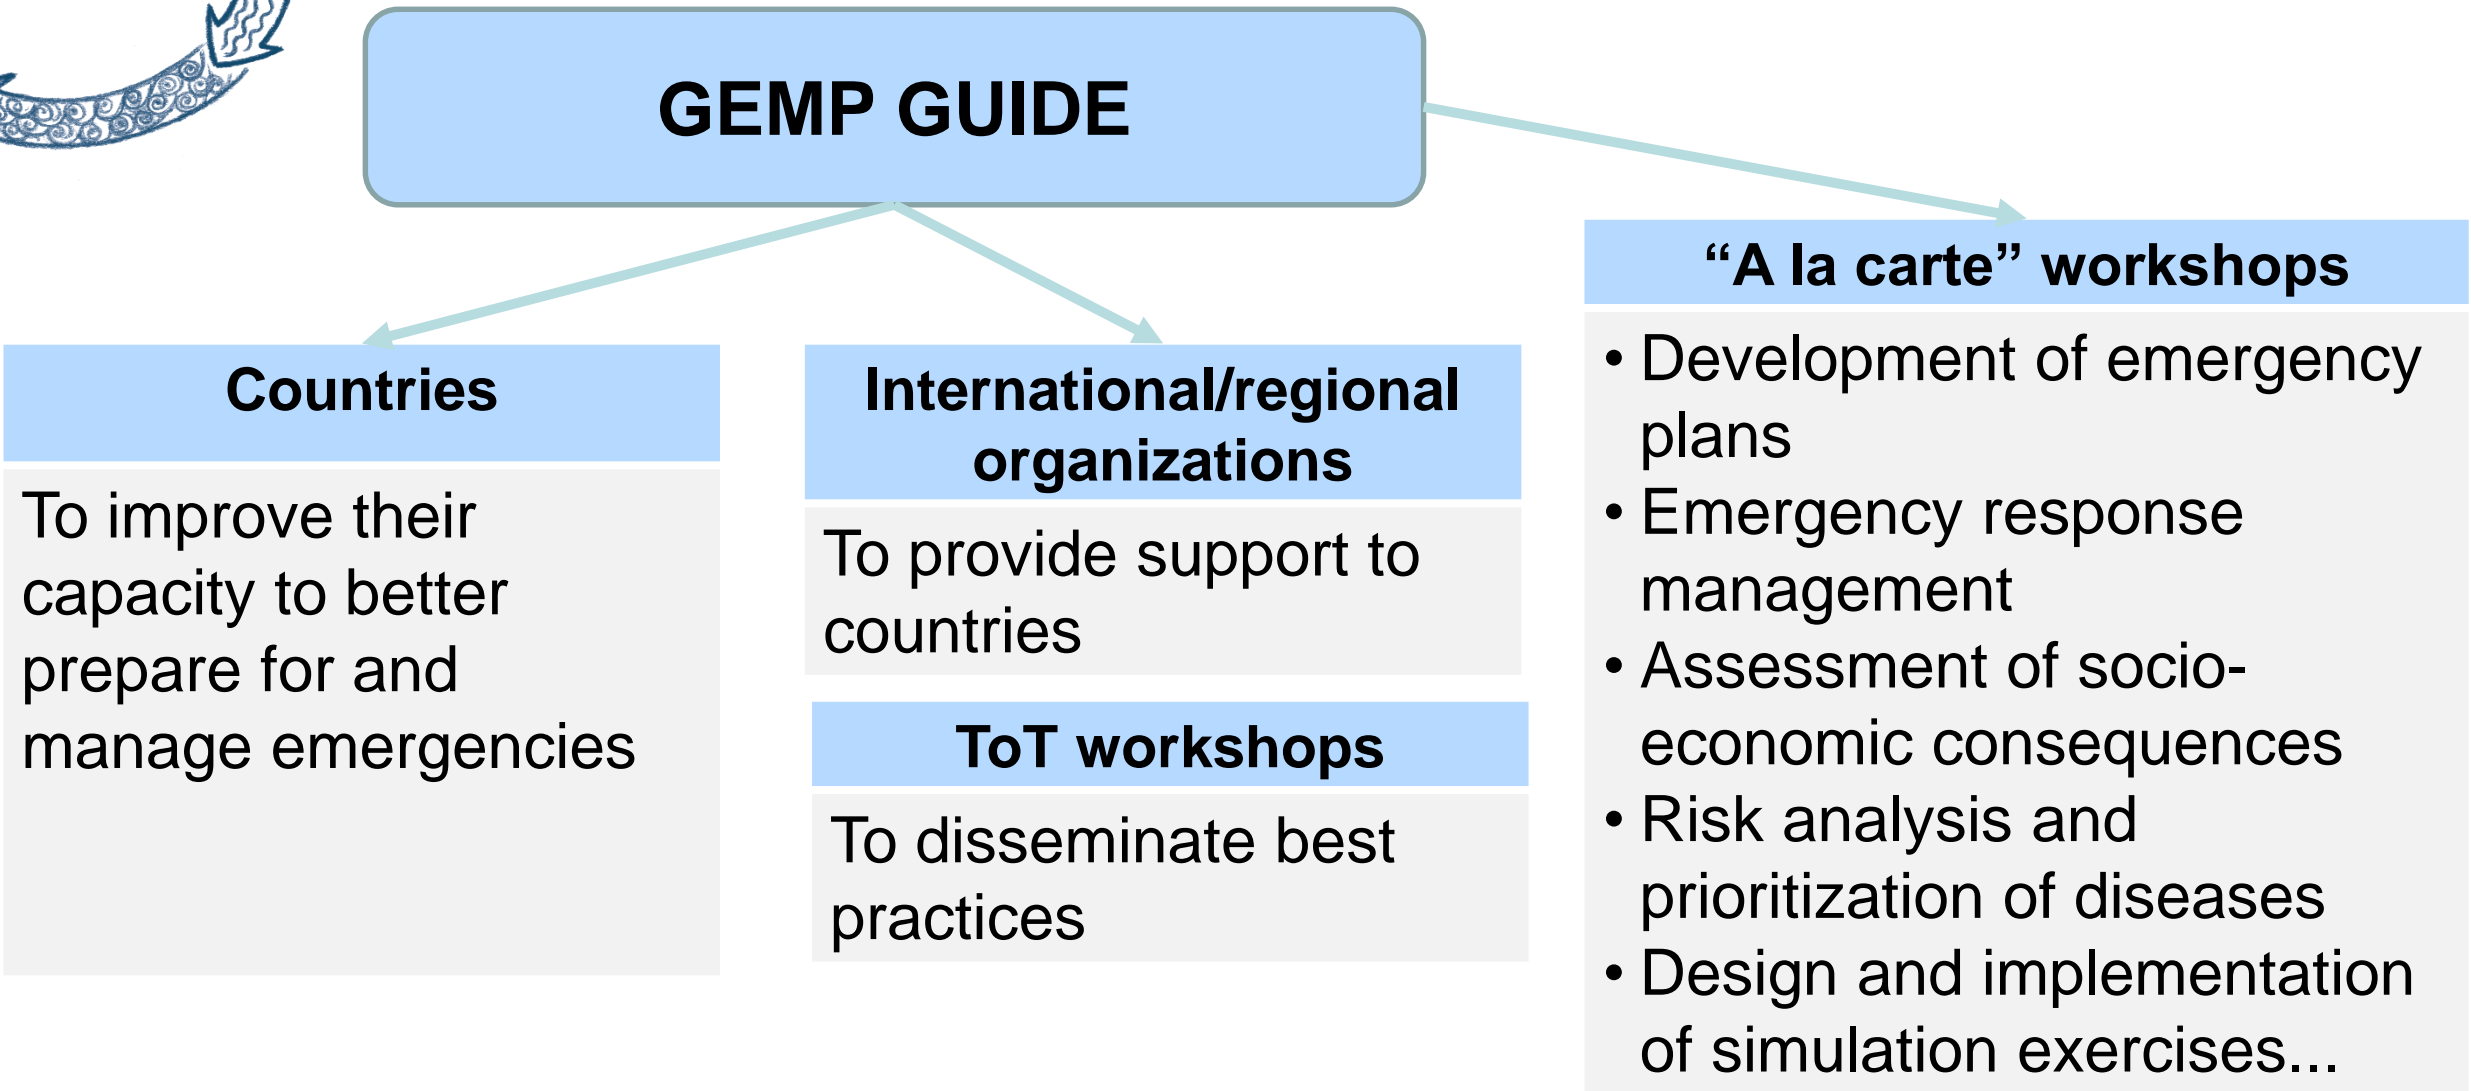 GEMP GUIDE
Countries
To improve their
capacity to better
prepare for and
manage emergencies
International/regional
organizations
To provide support to
countries
ToT workshops
To disseminate best
practices
“A la carte” workshops
• Development of emergency
plans
• Emergency response
management
• Assessment of socio-
economic consequences
• Risk analysis and
prioritization of diseases
• Design and implementation
of simulation exercises...